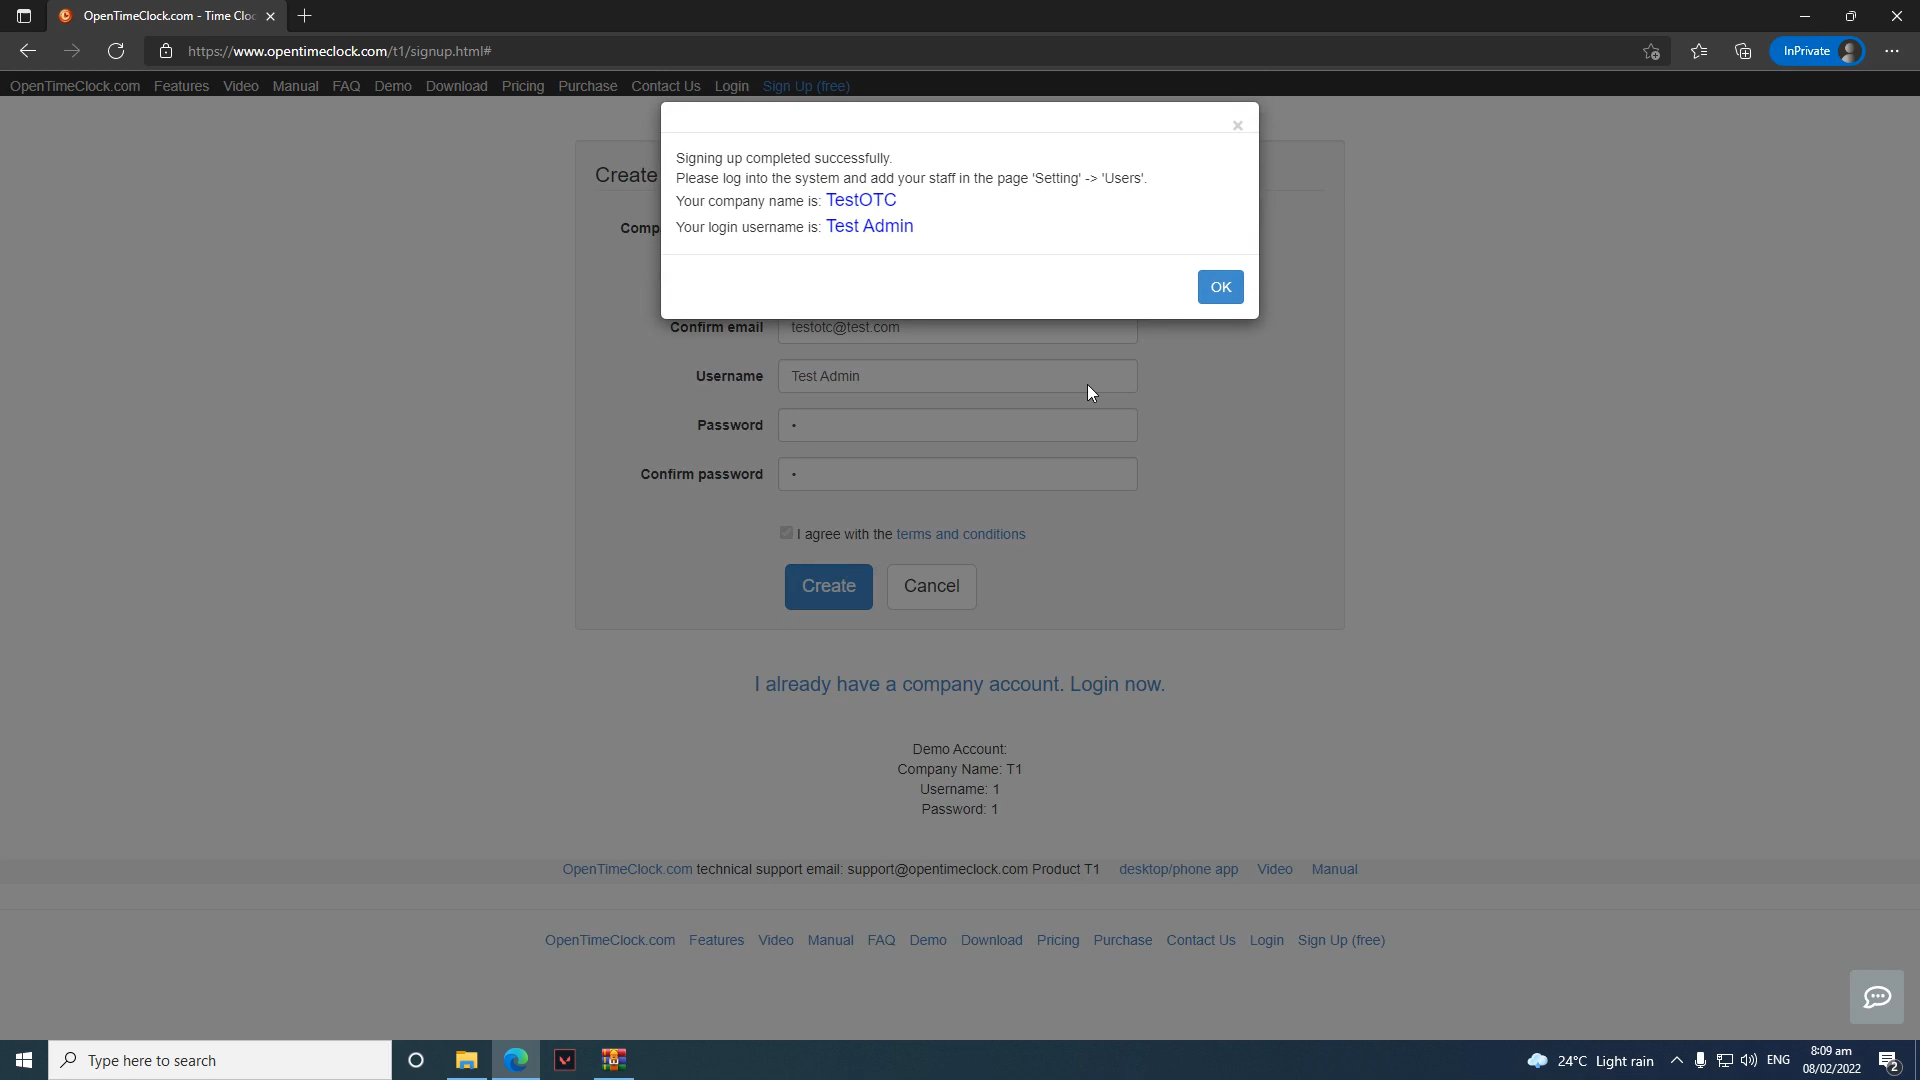 OpenTimeClock.com - Time Cloc
https://www.opentimeclock.com/t1/signup.html#
InPrivate
OpenTimeClock.com Features Video Manual FAQ Demo Download Pricing Purchase Contact Us Login Sign Up (free)
×
Signing up completed successfully.
Please log into the system and add your staff in the page 'Setting' -> 'Users'.
Your company name is: TestOTC
Your login username is: Test Admin
OK
Create
Comp
Confirm email testotc@test.com
Username Test Admin
Password •
Confirm password •
I agree with the terms and conditions
Create Cancel
I already have a company account. Login now.
Demo Account:
Company Name: T1
Username: 1
Password: 1
OpenTimeClock.com technical support email: support@opentimeclock.com Product T1 desktop/phone app Video Manual
OpenTimeClock.com Features Video Manual FAQ Demo Download Pricing Purchase Contact Us Login Sign Up (free)
Type here to search
24°C Light rain
ENG
8:09 am
08/02/2022
2